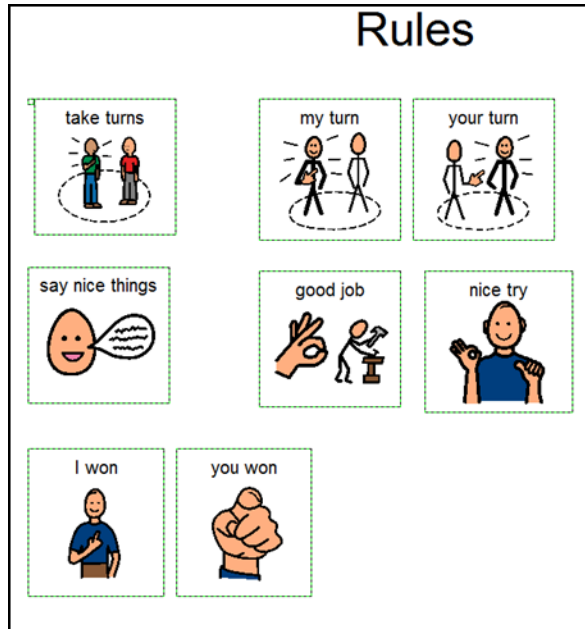 Rules
take turns
my turn
your turn
say nice things
good job
nice try
I won
you won